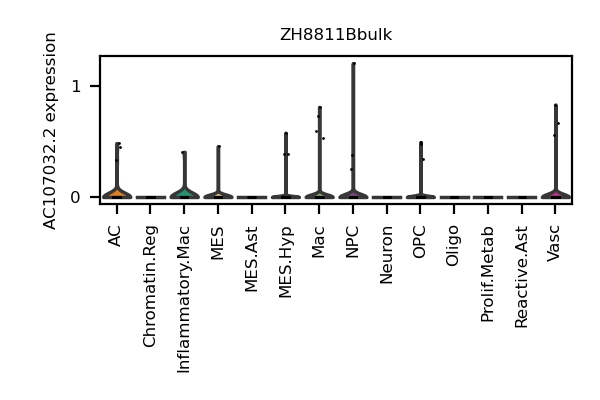 ZH8811Bbulk
AC107032.2 expression
1
0
AC
Chromatin.Reg
Inflammatory.Mac
MES
MES.Ast
MES.Hyp
Mac
NPC
Neuron
OPC
Oligo
Prolif.Metab
Reactive.Ast
Vasc